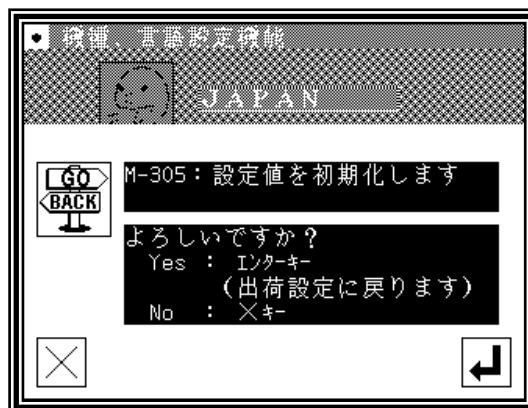 機種、言語設定機能
JAPAN
GO
BACK
M-305:設定値を初期化します
よろしいですか?
Yes : エンターキー
(出荷設定に戻ります)
No : ×キー